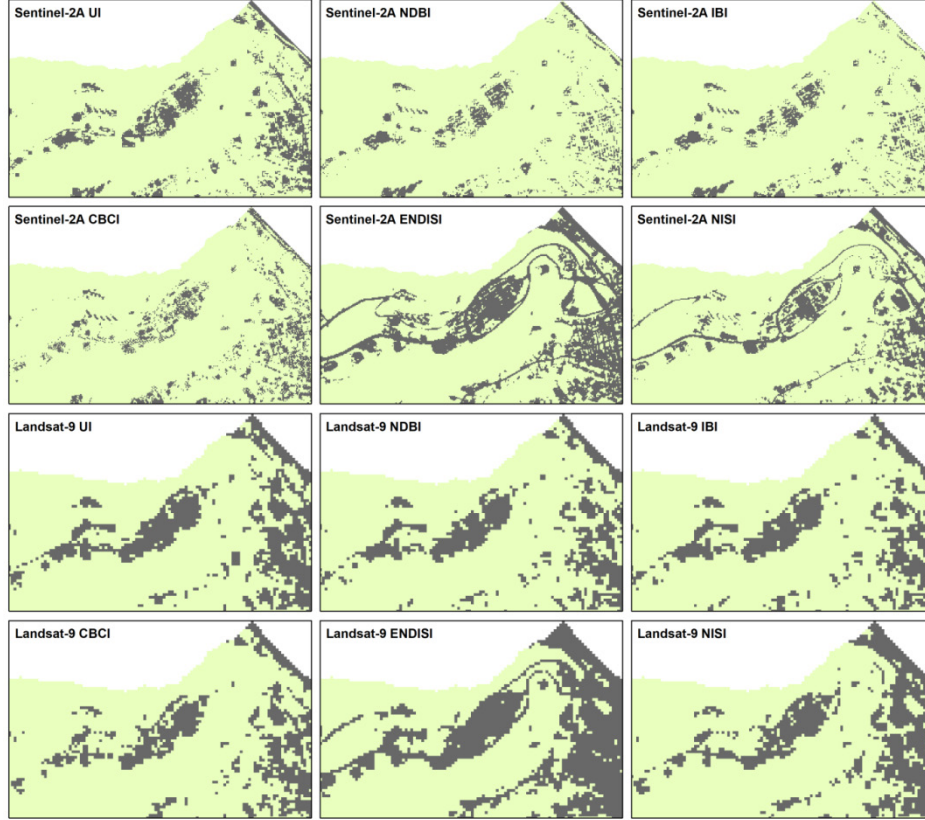 Sentinel-2A UI
Sentinel-2A NDBI
Sentinel-2A IBI
Sentinel-2A CBCI
Sentinel-2A ENDISI
Sentinel-2A NISI
Landsat-9 UI
Landsat-9 NDBI
Landsat-9 IBI
Landsat-9 CBCI
Landsat-9 ENDISI
Landsat-9 NISI